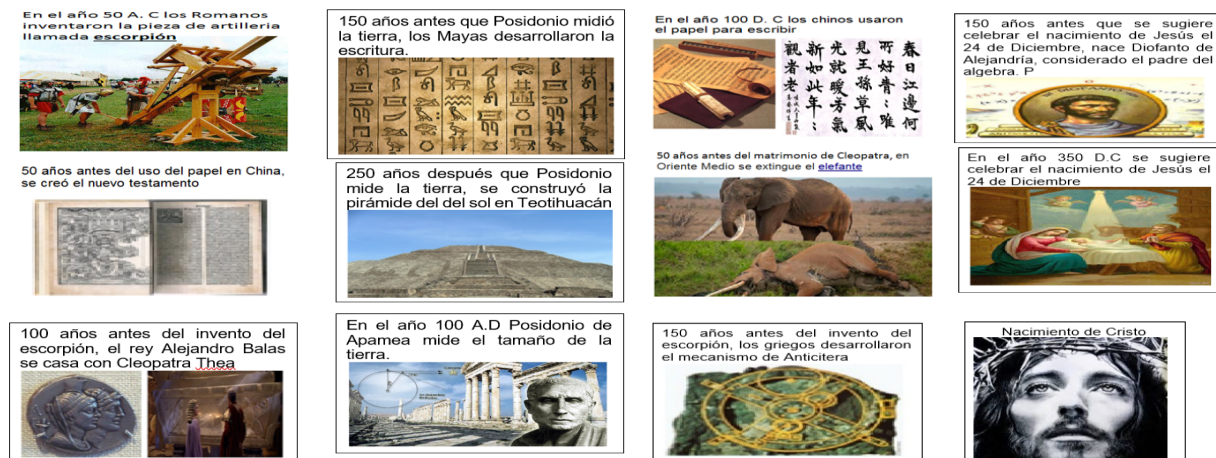 En el año 50 A. C los Romanos
inventaron la pieza de artilleria
llamada escorpión
150 años antes que Posidonio midió
la tierra, los Mayas desarrollaron la
escritura.
En el año 100 D. C los chinos usaron
el papel para escribir
春日江邊何
所好青；唯
見王孫草風
先就暖芳氣
新如此年；
觀者老
150 años antes que se sugiere
celebrar el nacimiento de Jesús el
24 de Diciembre, nace Diofanto de
Alejandría, considerado el padre del
algebra. P
50 años antes del uso del papel en China,
se creó el nuevo testamento
250 años después que Posidonio
mide la tierra, se construyó la
pirámide del del sol en Teotihuacán
50 años antes del matrimonio de Cleopatra, en
Oriente Medio se extingue el elefante
En el año 350 D.C se sugiere
celebrar el nacimiento de Jesús el
24 de Diciembre
100 años antes del invento del
escorpión, el rey Alejandro Balas
se casa con Cleopatra Thea
En el año 100 A.D Posidonio de
Apamea mide el tamaño de la
tierra.
150 años antes del invento del
escorpión, los griegos desarrollaron
el mecanismo de Anticitera
Nacimiento de Cristo